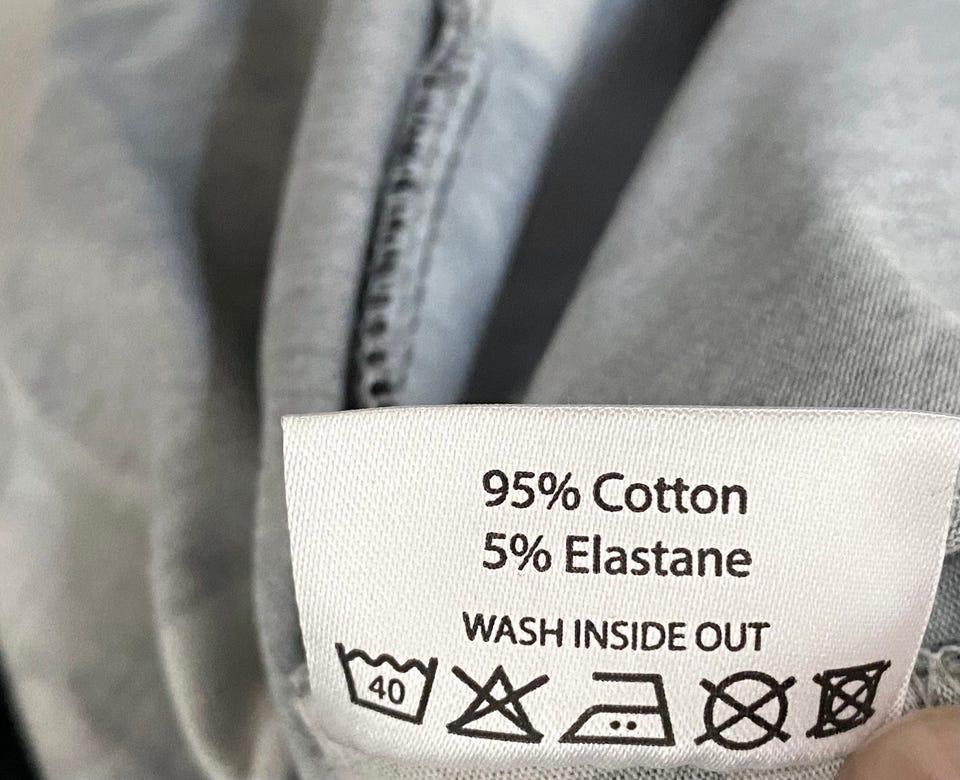 95% Cotton
5% Elastane
WASH INSIDE OUT
40